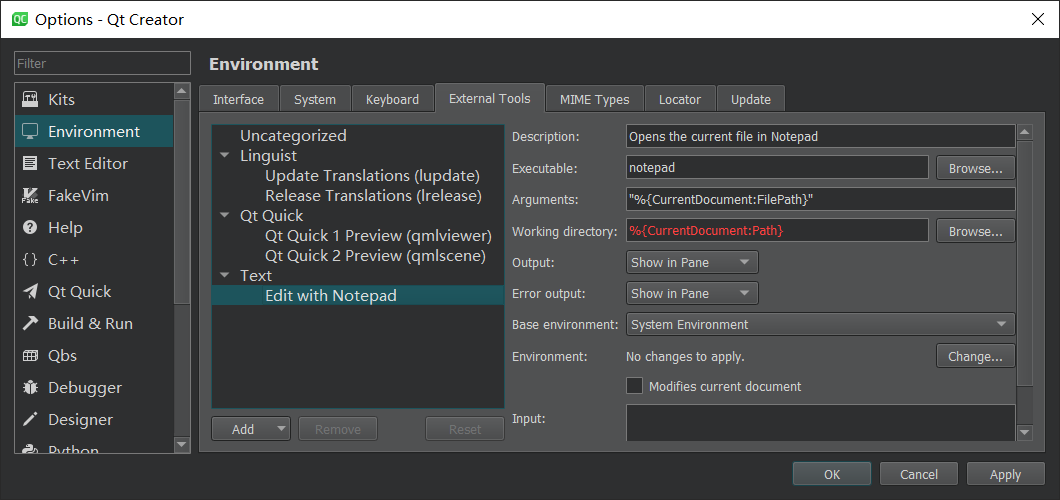 QC Options - Qt Creator
Filter
Kits
Environment
Text Editor
FakeVim
Help
{} C++
Qt Quick
Build & Run
Qbs
Debugger
Designer
Python
Environment
Interface System Keyboard External Tools MIME Types Locator Update
Uncategorized
Linguist
Update Translations (lupdate)
Release Translations (lrelease)
Qt Quick
Qt Quick 1 Preview (qmlviewer)
Qt Quick 2 Preview (qmlscene)
Text
Edit with Notepad
Add Remove Reset
Description: Opens the current file in Notepad
Executable: notepad Browse...
Arguments: "%{CurrentDocument:FilePath}"
Working directory: %{CurrentDocument:Path} Browse...
Output: Show in Pane
Error output: Show in Pane
Base environment: System Environment
Environment: No changes to apply. Change...
Modifies current document
Input:
OK Cancel Apply